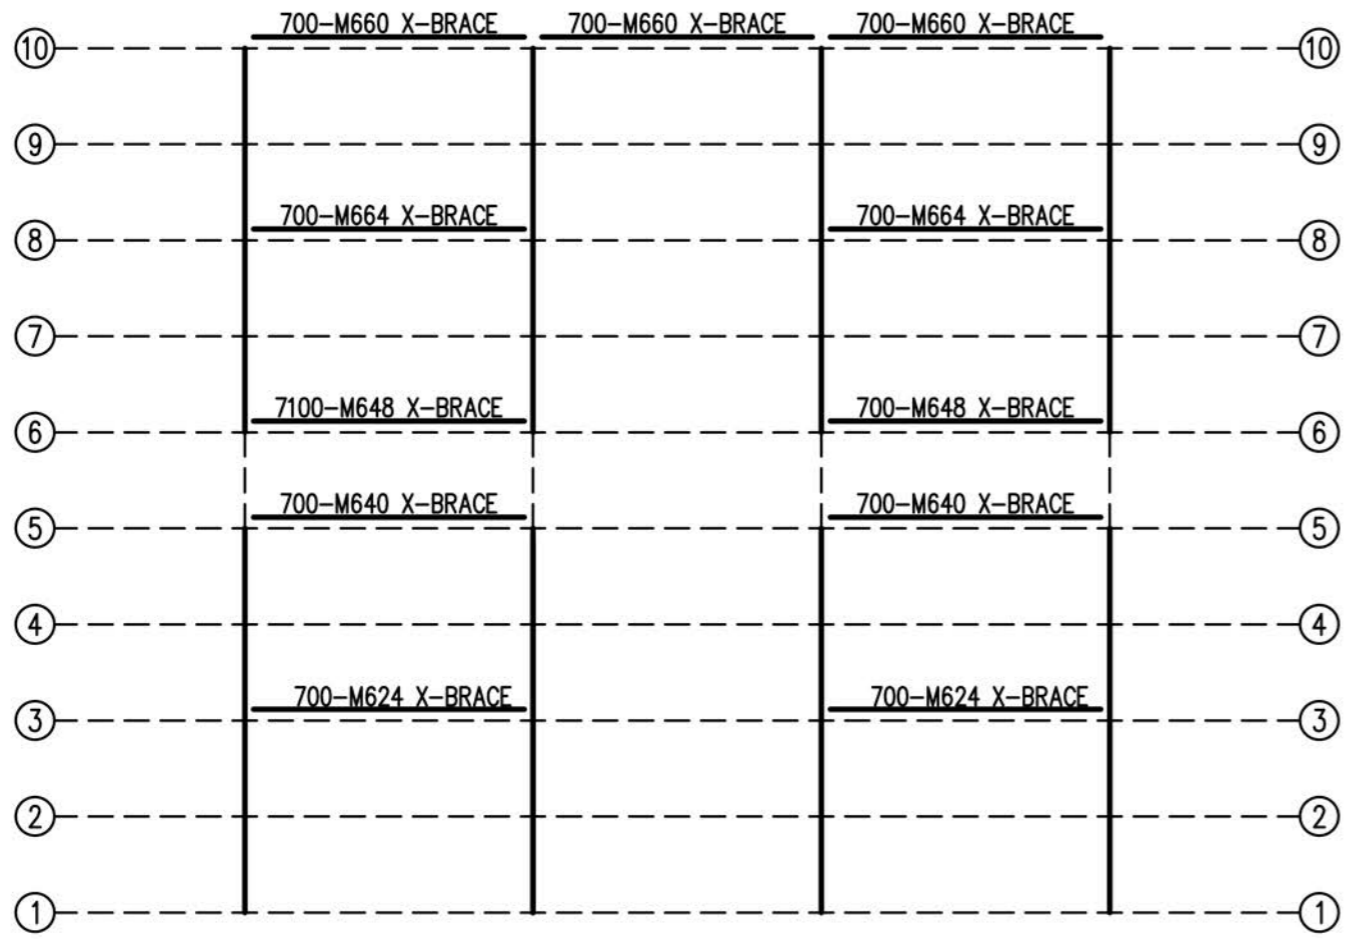 700-M660 X-BRACE 700-M660 X-BRACE 700-M660 X-BRACE
10 10
9 9
700-M664 X-BRACE 700-M664 X-BRACE
8 8
7 7
7100-M648 X-BRACE 700-M648 X-BRACE
6 6
700-M640 X-BRACE 700-M640 X-BRACE
5 5
4 4
700-M624 X-BRACE 700-M624 X-BRACE
3 3
2 2
1 1